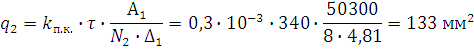 q₂ = kп.к. · τ · A₁ / (N₂ · Δ₁) = 0,3 · 10⁻³ · 340 · 50300 / (8 · 4,81) = 133 мм²